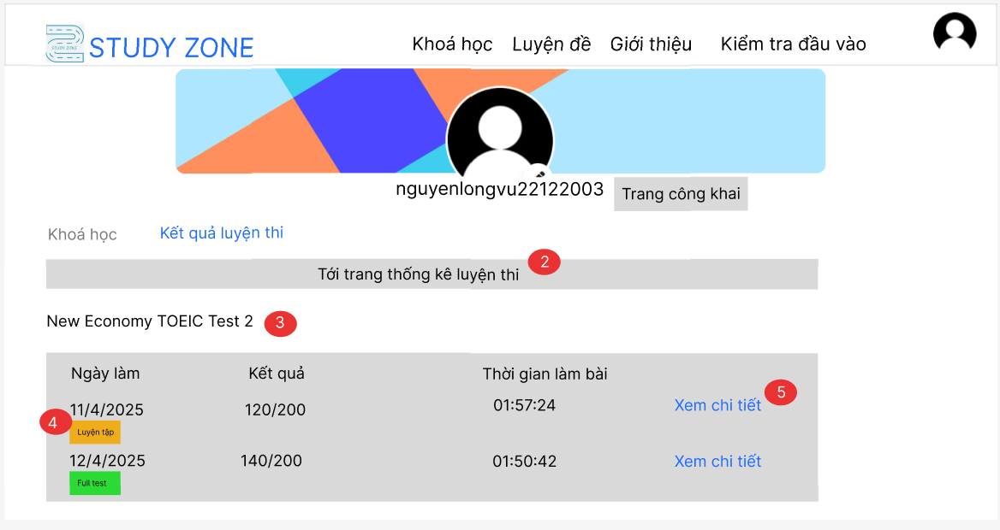 STUDY ZONE STUDY ZONE Khoá học Luyện đề Giới thiệu Kiểm tra đầu vào
nguyenlongvu22122003 Trang công khai
Khoá học Kết quả luyện thi
Tới trang thống kê luyện thi 2
New Economy TOEIC Test 2 3
Ngày làm Kết quả Thời gian làm bài
11/4/2025 120/200 01:57:24 Xem chi tiết 5
4 Luyện tập
12/4/2025 140/200 01:50:42 Xem chi tiết
Full test